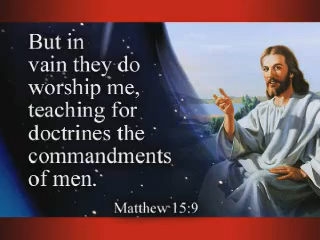 But in
vain they do
worship me,
teaching for
doctrines the
commandments
of men.
Matthew 15:9